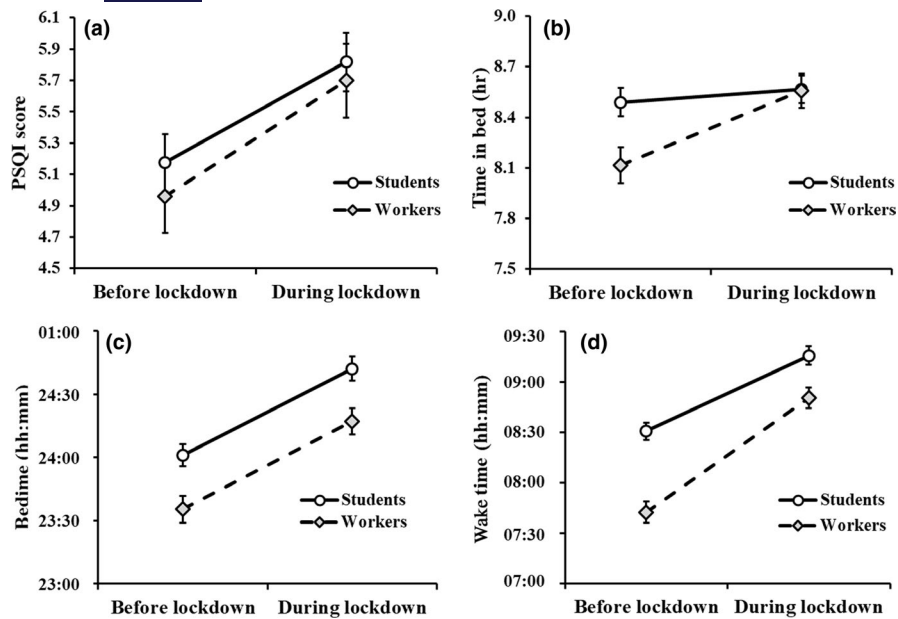 (a)
PSQI score
6.1
5.9
5.7
5.5
5.3
5.1
4.9
4.7
4.5
Students
Workers
Before lockdown
During lockdown
(b)
Time in bed (hr)
9.0
8.7
8.4
8.1
7.8
7.5
Students
Workers
Before lockdown
During lockdown
(c)
Bedime (hh:mm)
01:00
24:30
24:00
23:30
23:00
Students
Workers
Before lockdown
During lockdown
(d)
Wake time (hh:mm)
09:30
09:00
08:30
08:00
07:30
07:00
Students
Workers
Before lockdown
During lockdown